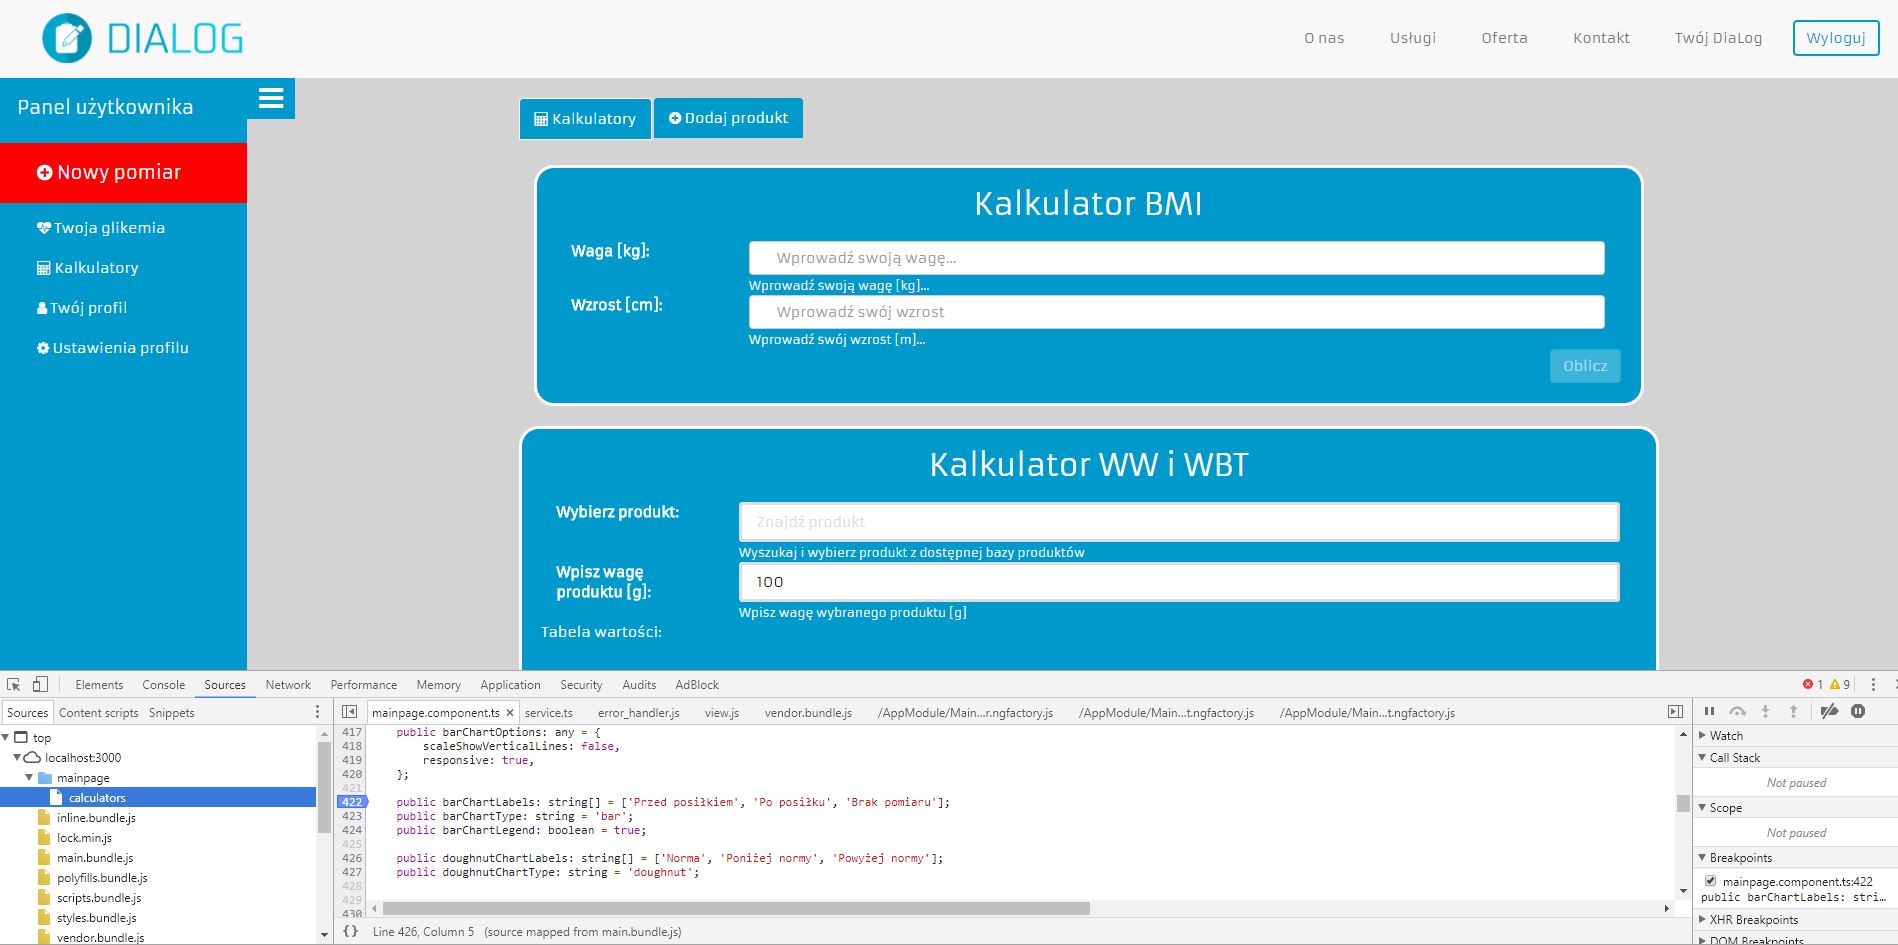 DIALOG
O nas Usługi Oferta Kontakt Twój DiaLog Wyloguj
Panel użytkownika
Nowy pomiar
Twoja glikemia
Kalkulatory
Twój profil
Ustawienia profilu
Kalkulatory Dodaj produkt
Kalkulator BMI
Waga [kg]: Wprowadź swoją wagę...
Wprowadź swoją wagę [kg]...
Wzrost [cm]: Wprowadź swój wzrost
Wprowadź swój wzrost [m]...
Oblicz
Kalkulator WW i WBT
Wybierz produkt: Znajdź produkt
Wyszukaj i wybierz produkt z dostępnej bazy produktów
Wpisz wagę
produktu [g]: 100
Wpisz wagę wybranego produktu [g]
Tabela wartości:
Elements Console Sources Network Performance Memory Application Security Audits AdBlock 1 9
Sources Content scripts Snippets
top
localhost:3000
mainpage
calculators
inline.bundle.js
lock.min.js
main.bundle.js
polyfills.bundle.js
scripts.bundle.js
styles.bundle.js
vendor.bundle.js
mainpage.component.ts × service.ts error_handler.js view.js vendor.bundle.js /AppModule/Main...r.ngfactory.js /AppModule/Main...t.ngfactory.js /AppModule/Main...t.ngfactory.js
417 public barChartOptions: any = {
418 scaleShowVerticalLines: false,
419 responsive: true,
420 };
421
422 public barChartLabels: string[] = ['Przed posiłkiem', 'Po posiłku', 'Brak pomiaru'];
423 public barChartType: string = 'bar';
424 public barChartLegend: boolean = true;
425
426 public doughnutChartLabels: string[] = ['Norma', 'Poniżej normy', 'Powyżej normy'];
427 public doughnutChartType: string = 'doughnut';
428
429
430
{} Line 426, Column 5 (source mapped from main.bundle.js)
Watch
Call Stack
Not paused
Scope
Not paused
Breakpoints
mainpage.component.ts:422
public barChartLabels: stri...
XHR Breakpoints
DOM Breakpoints